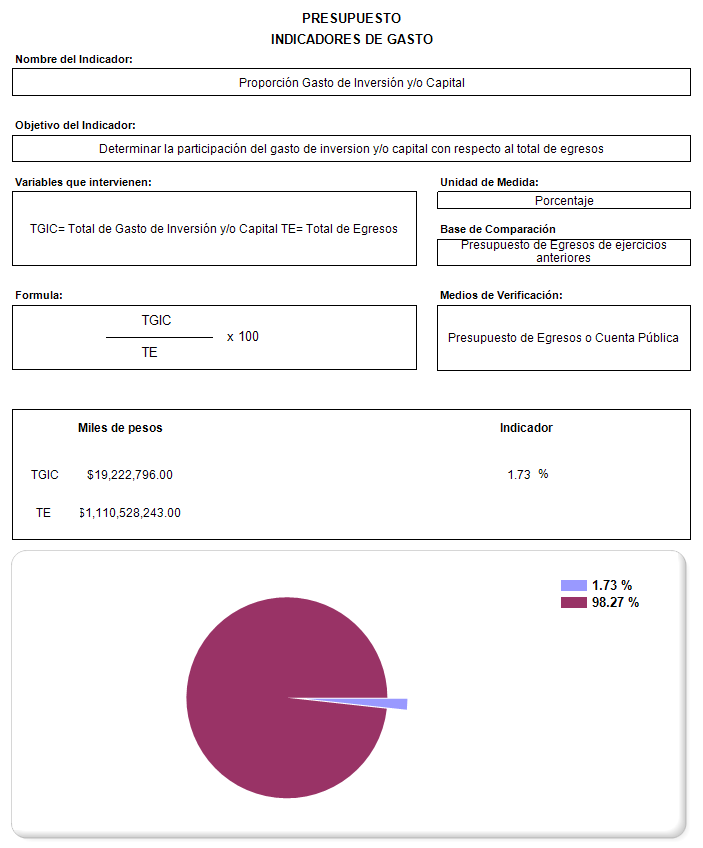 PRESUPUESTO
INDICADORES DE GASTO
Nombre del Indicador:
Proporción Gasto de Inversión y/o Capital
Objetivo del Indicador:
Determinar la participación del gasto de inversion y/o capital con respecto al total de egresos
Variables que intervienen:
TGIC= Total de Gasto de Inversión y/o Capital TE= Total de Egresos
Unidad de Medida:
Porcentaje
Base de Comparación
Presupuesto de Egresos de ejercicios
anteriores
Formula:
TGIC
x 100
TE
Medios de Verificación:
Presupuesto de Egresos o Cuenta Pública
Miles de pesos
Indicador
TGIC $19,222,796.00
1.73 %
TE $1,110,528,243.00
1.73 %
98.27 %